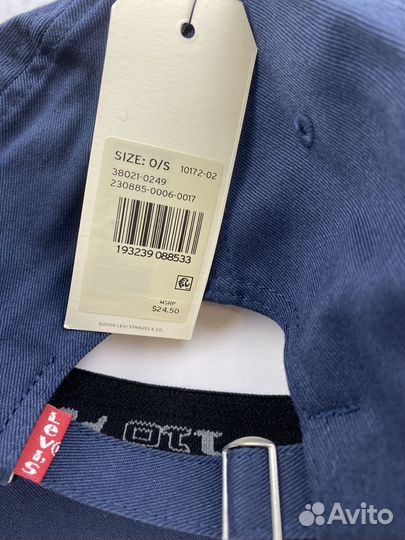 SIZE: O/S 10172-02
38021-0249
230885-0006-0017
193239 088533
MSRP
$24.50
©2020 LEVI STRAUSS & CO.
LEVI'S
Avito